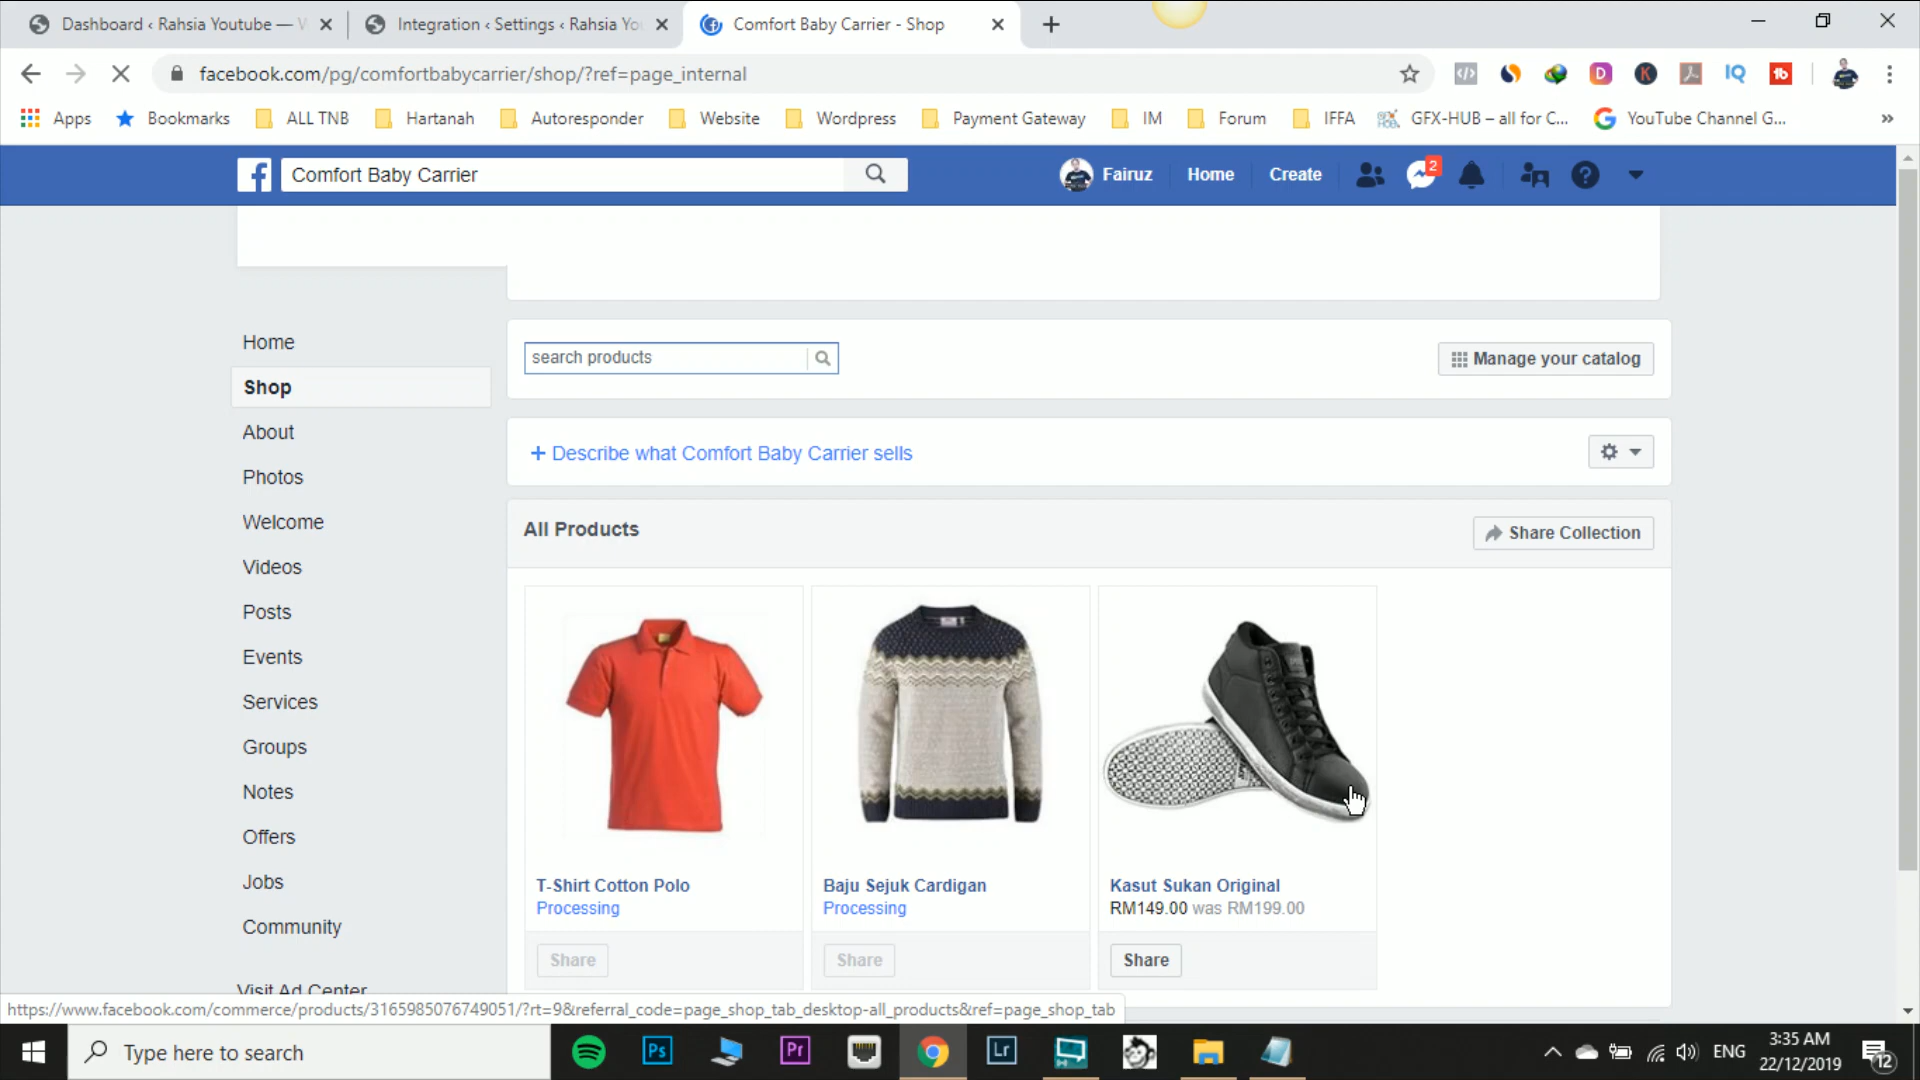 Dashboard ‹ Rahsia Youtube — W
Integration ‹ Settings ‹ Rahsia Yo
Comfort Baby Carrier - Shop
facebook.com/pg/comfortbabycarrier/shop/?ref=page_internal
Apps
Bookmarks
ALL TNB
Hartanah
Autoresponder
Website
Wordpress
Payment Gateway
IM
Forum
IFFA
GFX-HUB – all for C...
YouTube Channel G...
Comfort Baby Carrier
Fairuz
Home
Create
2
Home
Shop
About
Photos
Welcome
Videos
Posts
Events
Services
Groups
Notes
Offers
Jobs
Community
Visit Ad Center
search products
Manage your catalog
+ Describe what Comfort Baby Carrier sells
All Products
Share Collection
T-Shirt Cotton Polo
Processing
Share
Baju Sejuk Cardigan
Processing
Share
Kasut Sukan Original
RM149.00 was RM199.00
Share
https://www.facebook.com/commerce/products/3165985076749051/?rt=9&referral_code=page_shop_tab_desktop-all_products&ref=page_shop_tab
Type here to search
Ps
Pr
Lr
ENG
3:35 AM
22/12/2019
12